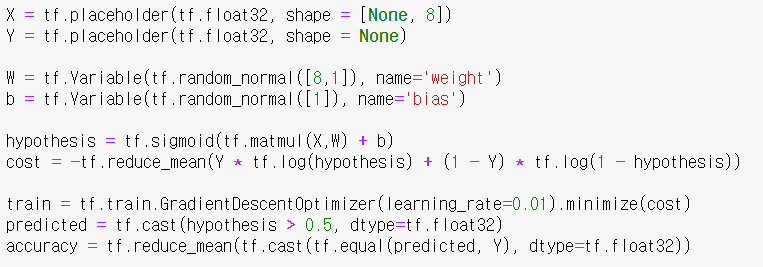 X = tf.placeholder(tf.float32, shape = [None, 8])
Y = tf.placeholder(tf.float32, shape = None)
W = tf.Variable(tf.random_normal([8,1]), name='weight')
b = tf.Variable(tf.random_normal([1]), name='bias')
hypothesis = tf.sigmoid(tf.matmul(X,W) + b)
cost = -tf.reduce_mean(Y * tf.log(hypothesis) + (1 - Y) * tf.log(1 - hypothesis))
train = tf.train.GradientDescentOptimizer(learning_rate=0.01).minimize(cost)
predicted = tf.cast(hypothesis > 0.5, dtype=tf.float32)
accuracy = tf.reduce_mean(tf.cast(tf.equal(predicted, Y), dtype=tf.float32))